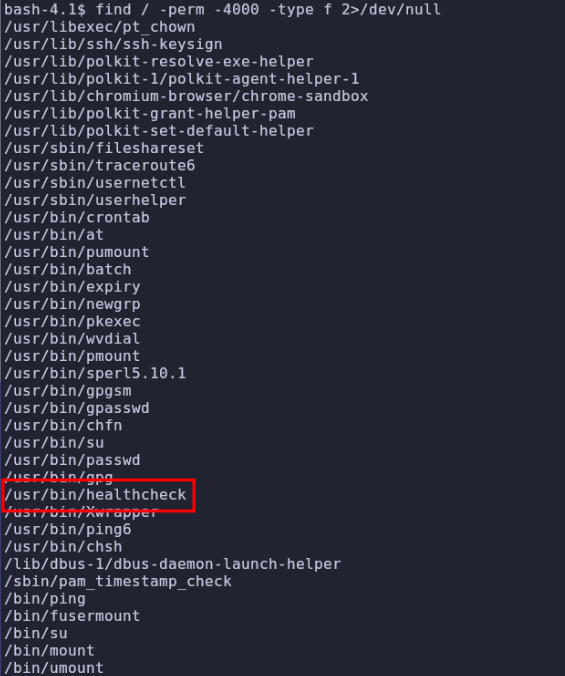 bash-4.1$ find / -perm -4000 -type f 2>/dev/null
/usr/libexec/pt_chown
/usr/lib/ssh/ssh-keysign
/usr/lib/polkit-resolve-exe-helper
/usr/lib/polkit-1/polkit-agent-helper-1
/usr/lib/chromium-browser/chrome-sandbox
/usr/lib/polkit-grant-helper-pam
/usr/lib/polkit-set-default-helper
/usr/sbin/fileshareset
/usr/sbin/traceroute6
/usr/sbin/usernetctl
/usr/sbin/userhelper
/usr/bin/crontab
/usr/bin/at
/usr/bin/pumount
/usr/bin/batch
/usr/bin/expiry
/usr/bin/newgrp
/usr/bin/pkexec
/usr/bin/wvdial
/usr/bin/pmount
/usr/bin/sperl5.10.1
/usr/bin/gpgsm
/usr/bin/gpasswd
/usr/bin/chfn
/usr/bin/su
/usr/bin/passwd
/usr/bin/gpg
/usr/bin/healthcheck
/usr/bin/Xwrapper
/usr/bin/ping6
/usr/bin/chsh
/lib/dbus-1/dbus-daemon-launch-helper
/sbin/pam_timestamp_check
/bin/ping
/bin/fusermount
/bin/su
/bin/mount
/bin/umount